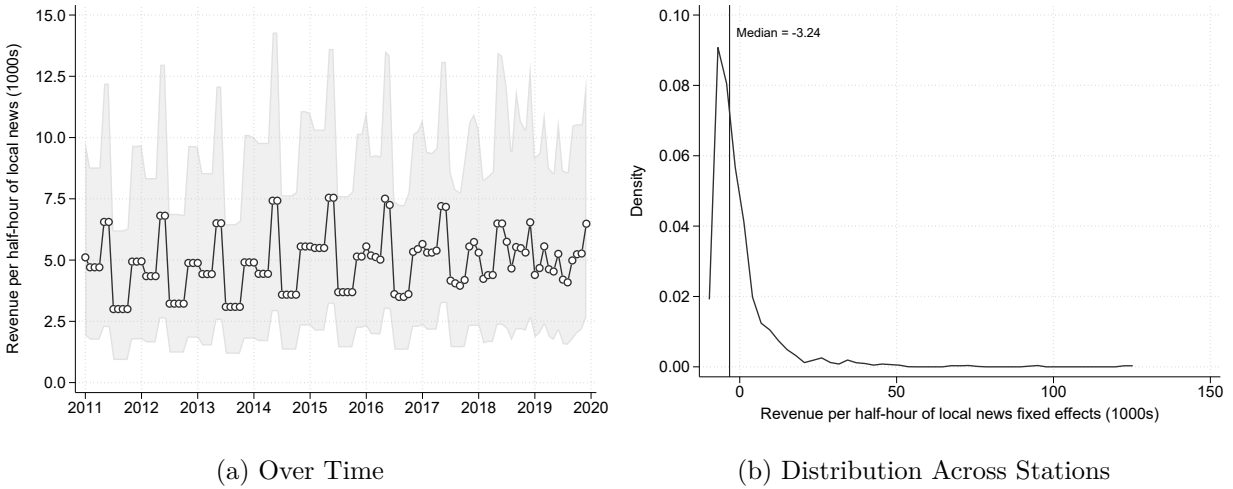 Revenue per half-hour of local news (1000s)
15.0
12.5
10.0
7.5
5.0
2.5
0.0
2011 2012 2013 2014 2015 2016 2017 2018 2019 2020
(a) Over Time
Density
0.10
0.08
0.06
0.04
0.02
0.00
Median = -3.24
0 50 100 150
Revenue per half-hour of local news fixed effects (1000s)
(b) Distribution Across Stations